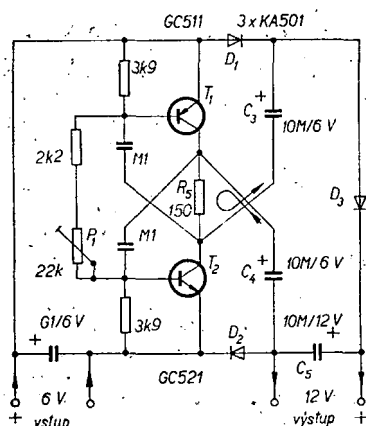 GC511 3 x KA501
3k9
D₁
T₁
C₃ +
10M/6 V
2k2
M1
R₅
150
D₃
P₁
M1
22k
T₂
+
10M/6 V
C₄
3k9
10M/12 V
+ G1/6 V
GC521
D₂
+
C₅
6 V
vstup
12 V
výstup
+ +